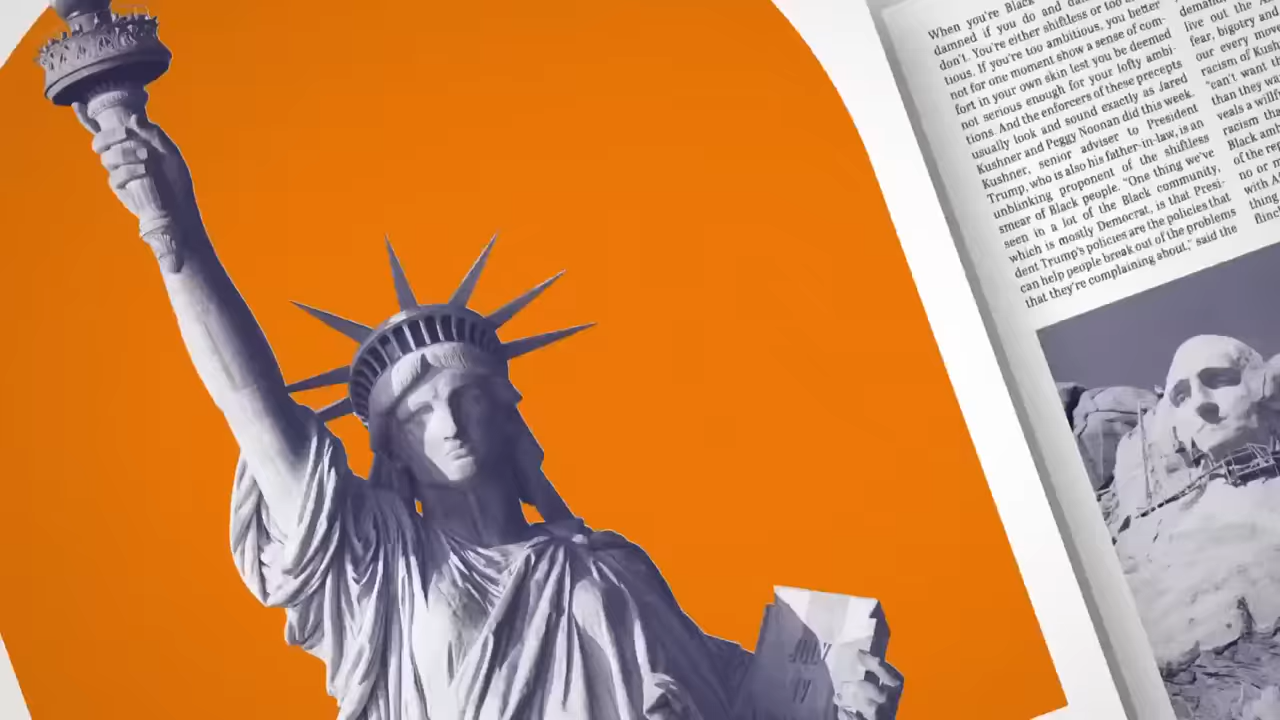 When you're Black
damned if you do and
don't. You're either shiftless or too
tious. If you're too ambitious, you better
not for one moment show a sense of com-
fort in your own skin lest you be deemed
not serious enough for your lofty ambi-
tions. And the enforcers of these precepts
usually look and sound exactly as Jared
Kushner and Peggy Noonan did this week.
Kushner, senior adviser to President
Trump, who is also his father-in-law, is an
unblinking proponent of the shiftless
smear of Black people. "One thing we've
seen in a lot of the Black community,
which is mostly Democrat, is that Presi-
dent Trump's policies are the policies that
can help people break out of the problems
that they're complaining about," said the
live out the
fear, bigotry and
our every move
racism of Kush
"can't want th
than they wa
veals a willf
racism tha
Black amb
of the rep
no or m
with
thing
flinc
JULY